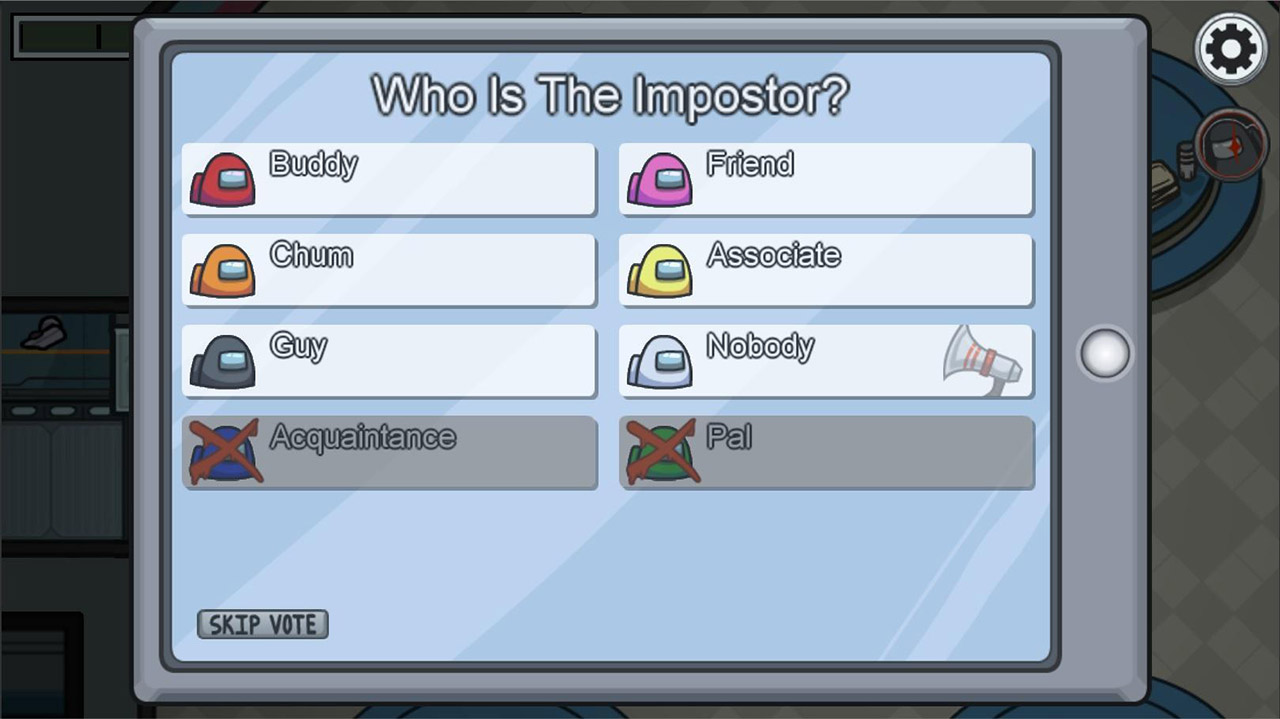 Who Is The Impostor?
Buddy
Friend
Chum
Associate
Guy
Nobody
Acquaintance
Pal
SKIP VOTE